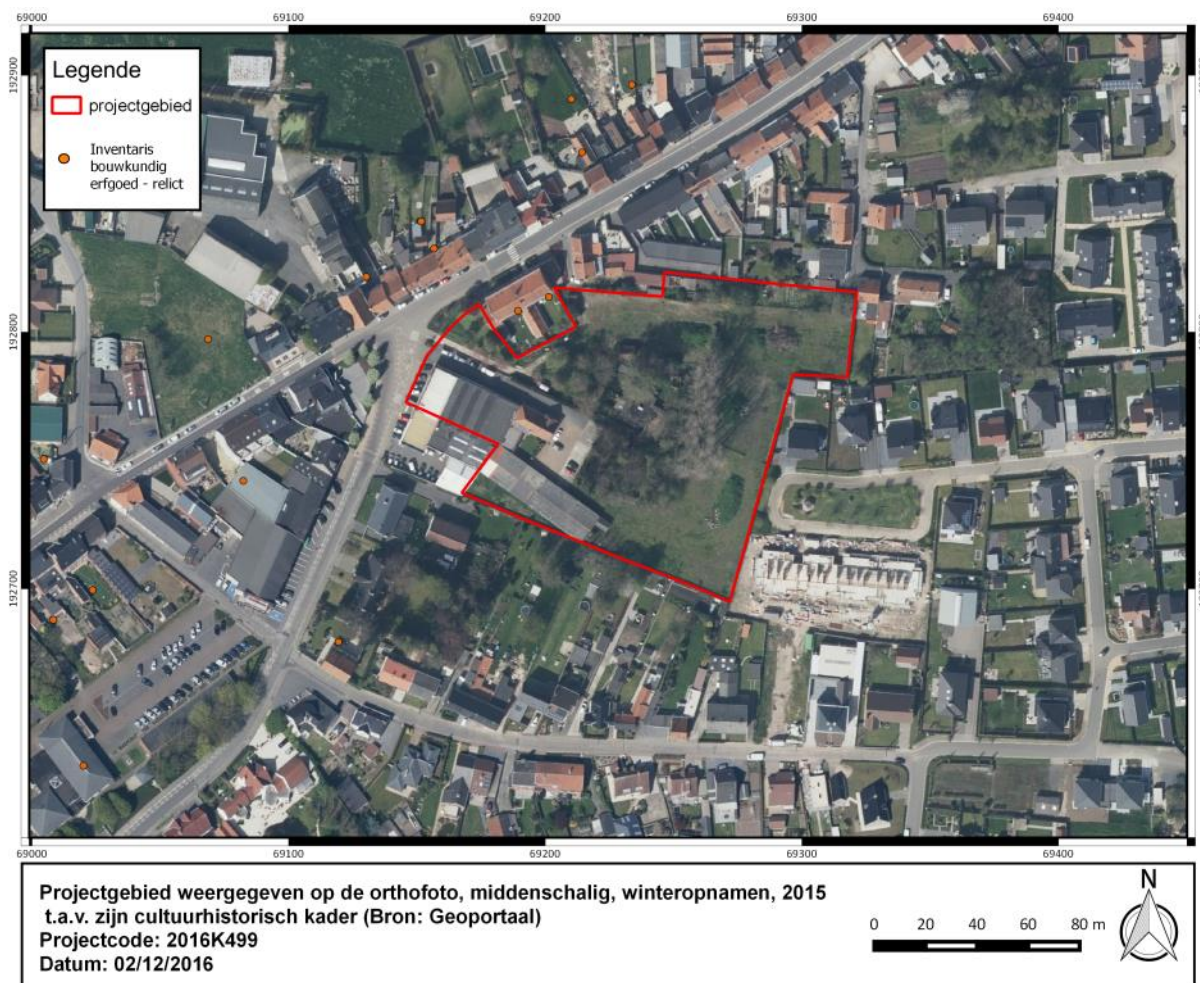 69000 69100 69200 69300 69400
192900
192800
192700
Legende
projectgebied
Inventaris
bouwkundig
erfgoed - relict
69000 69100 69200 69300 69400
Projectgebied weergegeven op de orthofoto, middenschalig, winteropnamen, 2015
t.a.v. zijn cultuurhistorisch kader (Bron: Geoportaal)
Projectcode: 2016K499
Datum: 02/12/2016
0 20 40 60 80 m
N